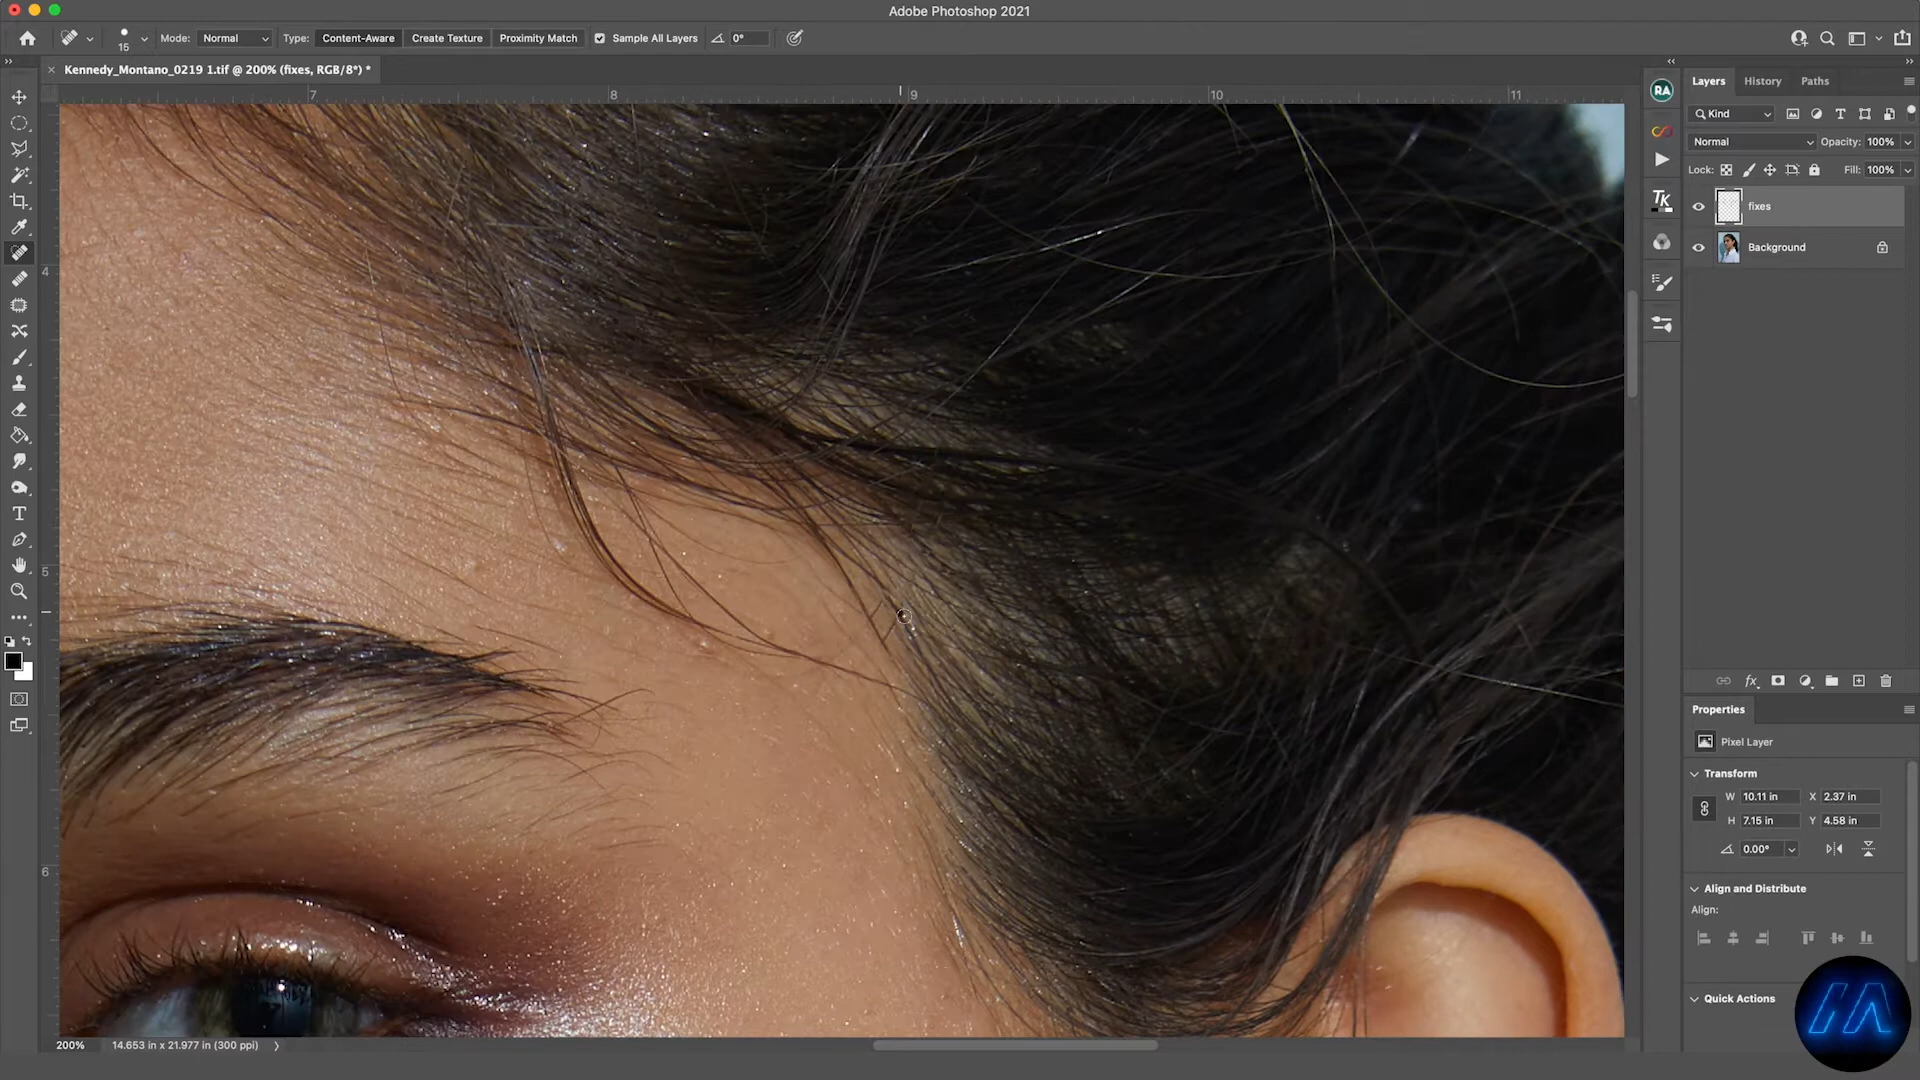 Adobe Photoshop 2021
15
Mode: Normal
Type: Content-Aware Create Texture Proximity Match
Sample All Layers
0°
Kennedy_Montano_0219 1.tif @ 200% (fixes, RGB/8*) *
7 8 9 10 11
4
5
6
RA
TK
Layers History Paths
Kind
Normal Opacity: 100%
Lock: Fill: 100%
fixes
Background
Properties
Pixel Layer
Transform
W 10.11 in X 2.37 in
H 7.15 in Y 4.58 in
0.00°
Align and Distribute
Align:
Quick Actions
200% 14.653 in x 21.977 in (300 ppi)